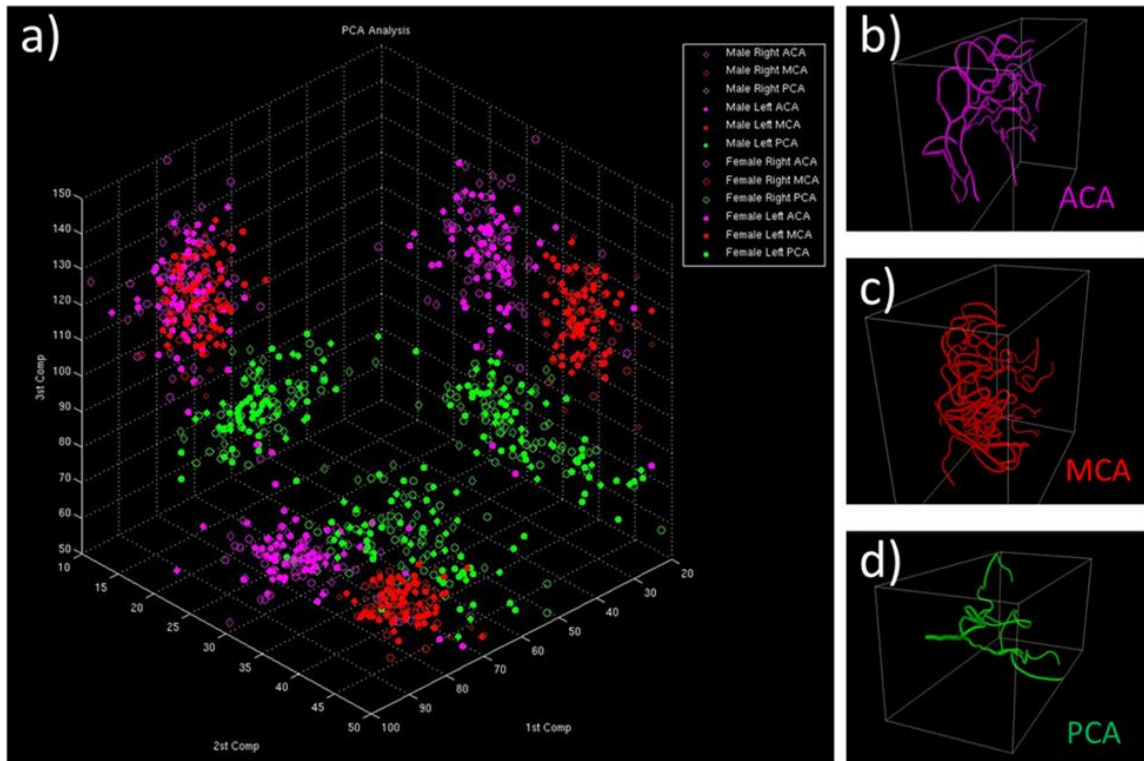 a)
PCA Analysis
Male Right ACA
Male Right MCA
Male Right PCA
Male Left ACA
Male Left MCA
Male Left PCA
Female Right ACA
Female Right MCA
Female Right PCA
Female Left ACA
Female Left MCA
Female Left PCA
150
140
130
120
110
100
90
80
70
60
50
3st Comp
10
15
20
25
30
35
40
45
50
2st Comp
100
90
80
70
60
50
40
30
20
1st Comp
b)
ACA
c)
MCA
d)
PCA